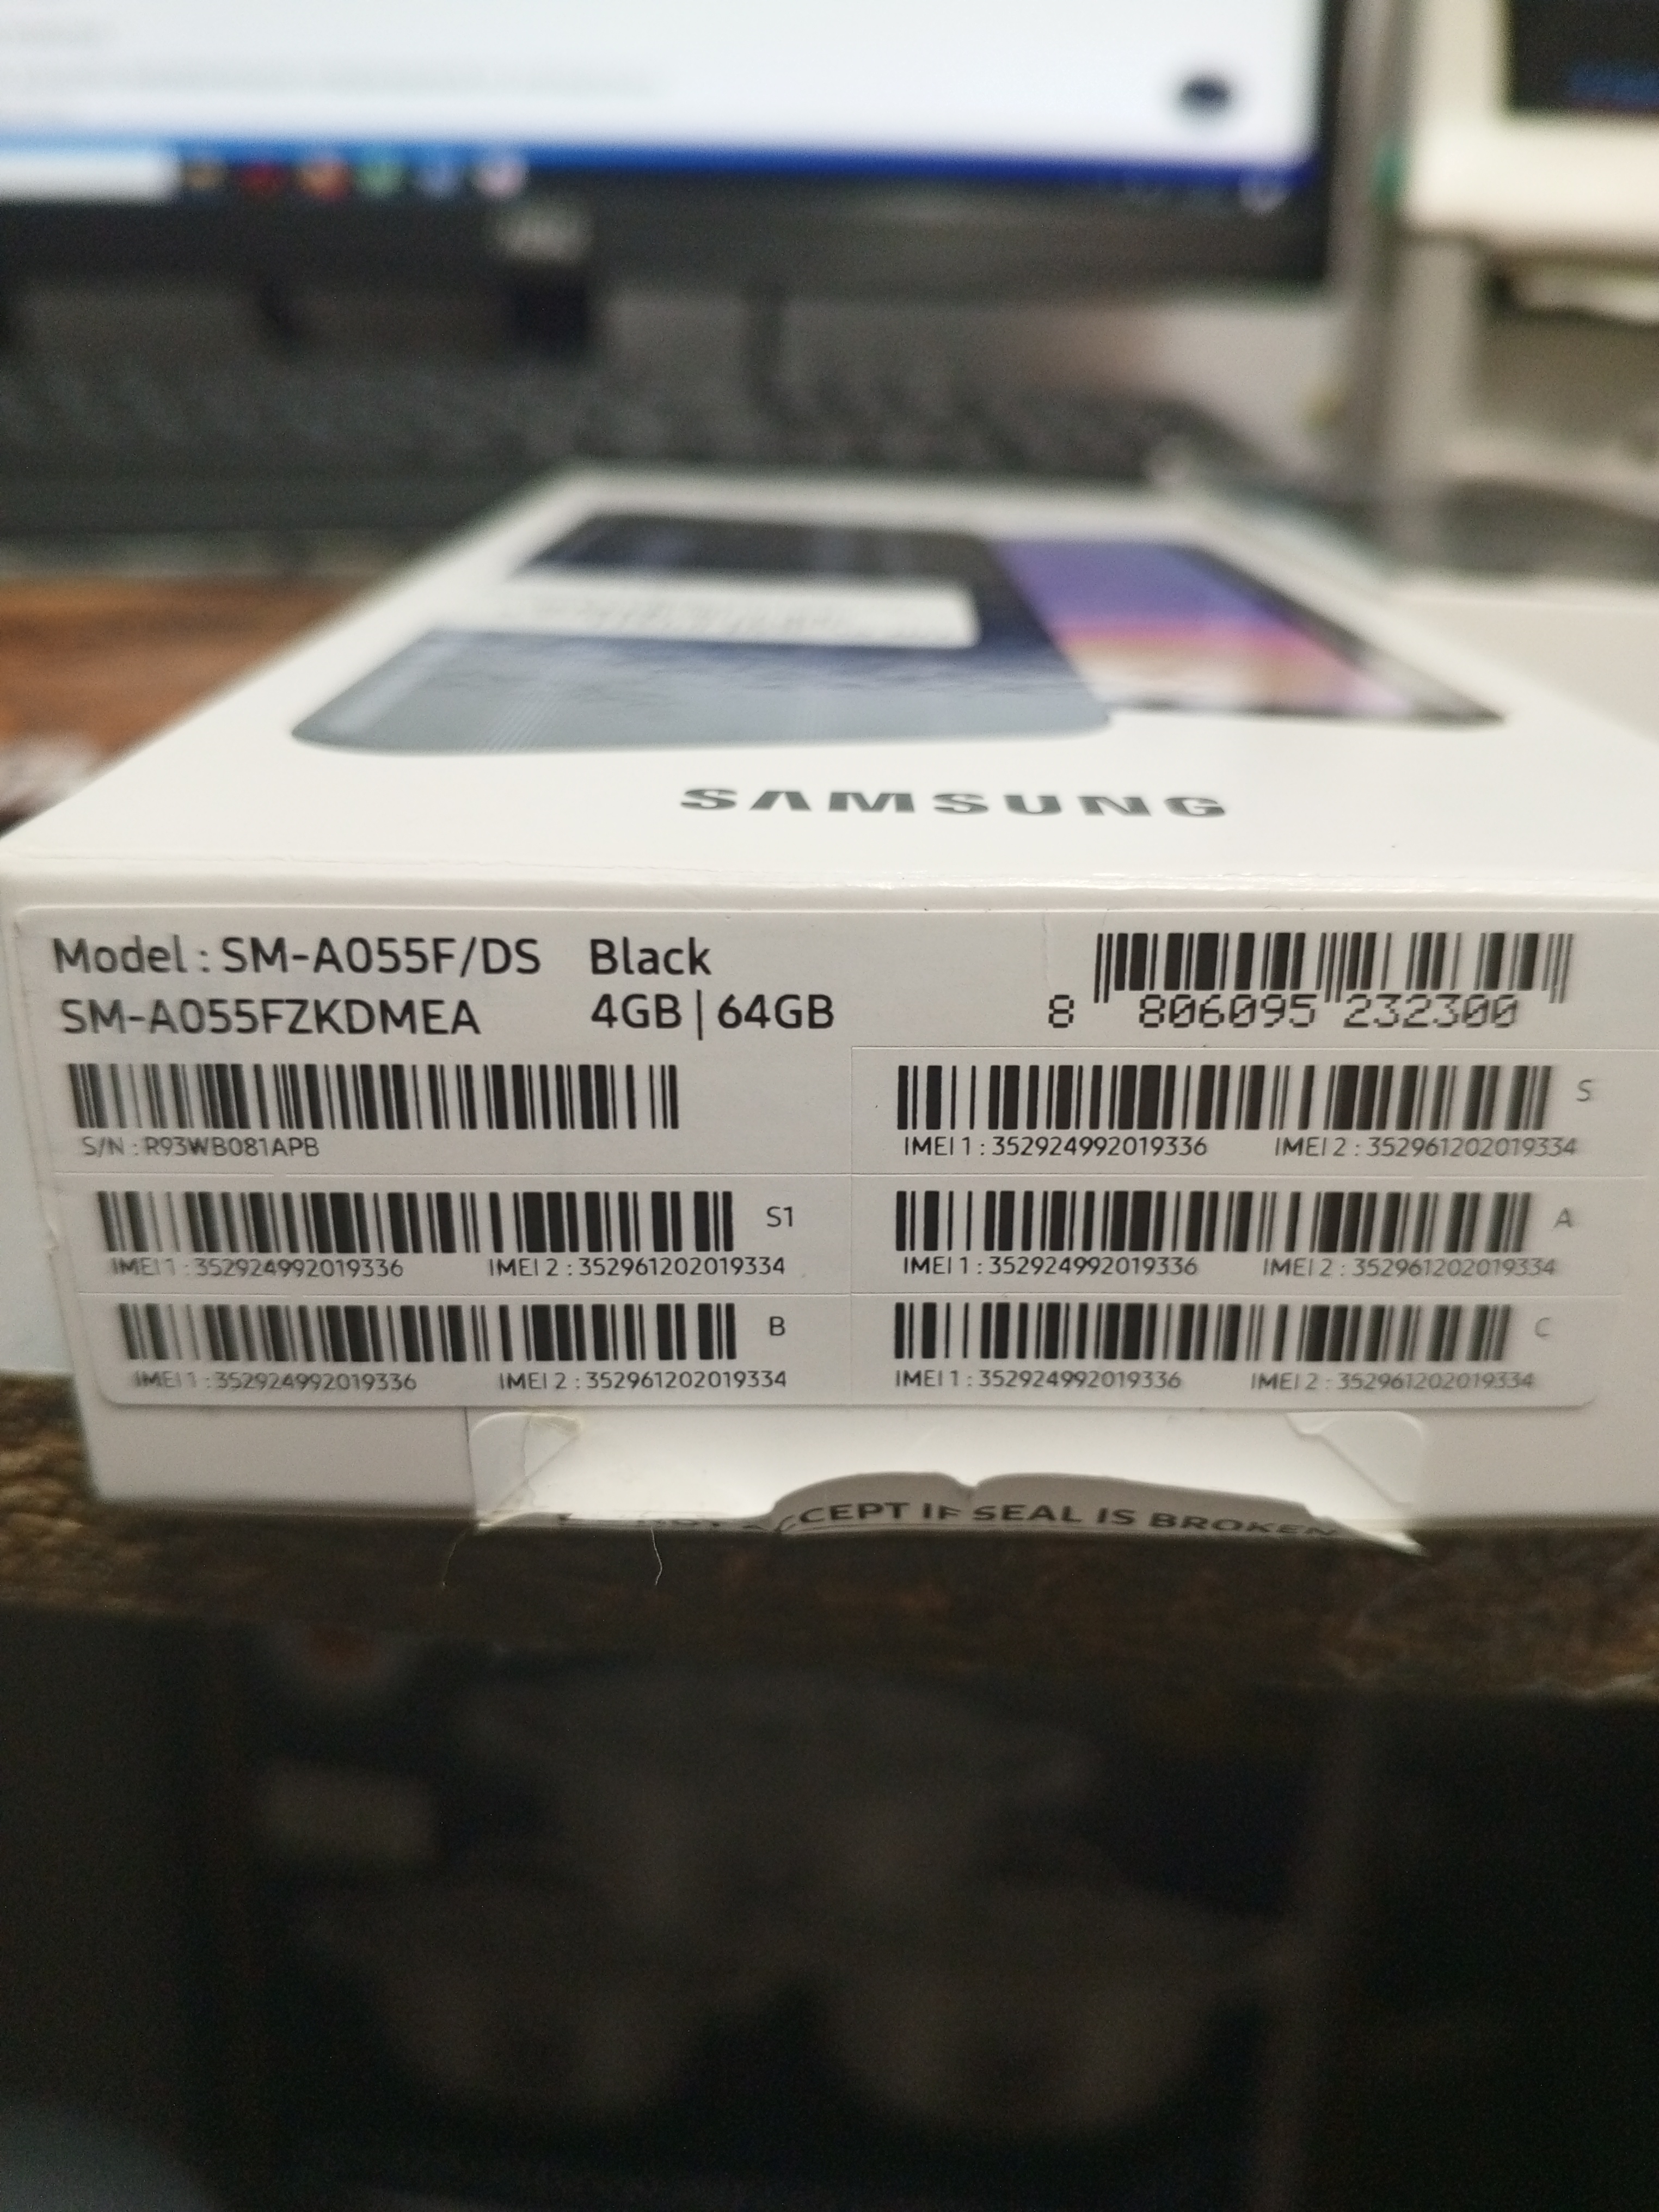 SAMSUNG
Model : SM-A055F/DS Black
SM-A055FZKDMEA 4GB | 64GB
8 806095 232300
S/N : R93WB081APB
S
IMEI 1 : 352924992019336 IMEI 2 : 352961202019334
S1
IMEI 1 : 352924992019336 IMEI 2 : 352961202019334
A
IMEI 1 : 352924992019336 IMEI 2 : 352961202019334
B
IMEI 1 : 352924992019336 IMEI 2 : 352961202019334
C
IMEI 1 : 352924992019336 IMEI 2 : 352961202019334
CEPT IF SEAL IS BROKEN